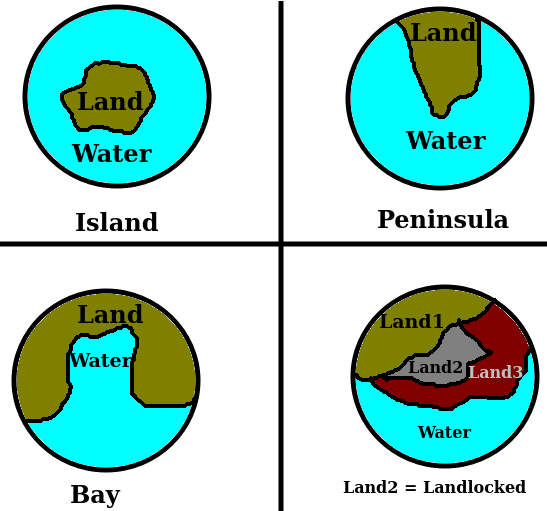 Land
Water
Island
Land
Water
Peninsula
Land
Water
Bay
Land1
Land2
Land3
Water
Land2 = Landlocked